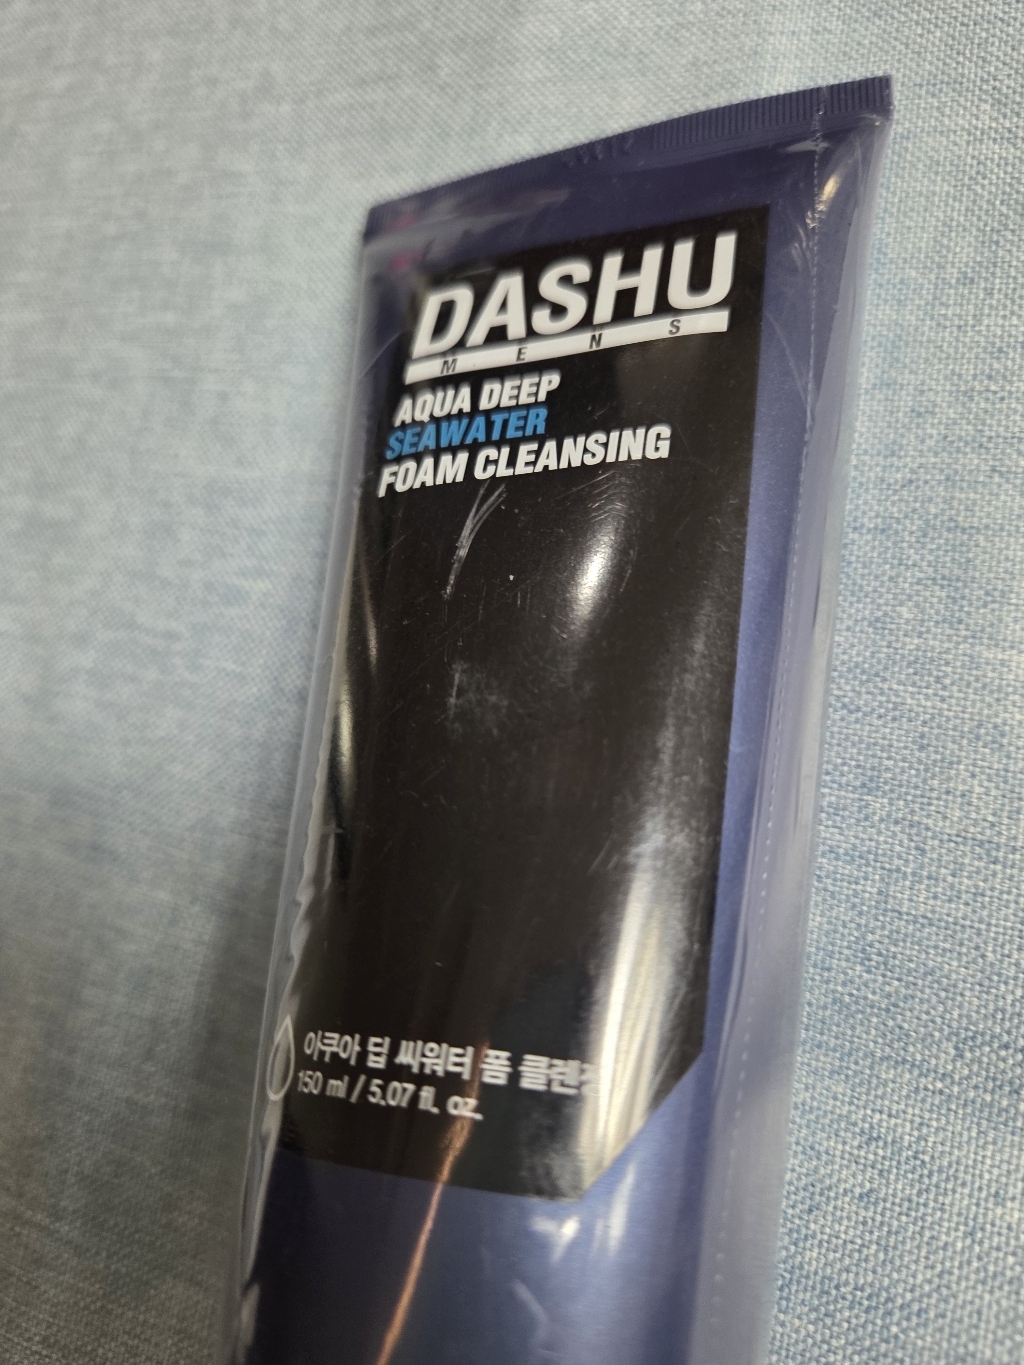 DASHU
MENS
AQUA DEEP
SEAWATER
FOAM CLEANSING
아쿠아 딥 씨워터 폼 클렌징
150 ml / 5.07 fl. oz.